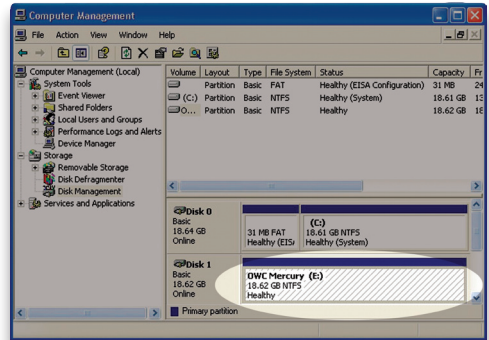 Computer Management
File Action View Window Help
Computer Management (Local)
System Tools
Event Viewer
Shared Folders
Local Users and Groups
Performance Logs and Alerts
Device Manager
Storage
Removable Storage
Disk Defragmenter
Disk Management
Services and Applications
Volume Layout Type File System Status Capacity Fr
Partition Basic FAT Healthy (EISA Configuration) 31 MB 24
(C:) Partition Basic NTFS Healthy (System) 18.61 GB 13
O... Partition Basic NTFS Healthy 18.62 GB 18
Disk 0
Basic
18.64 GB
Online
31 MB FAT
Healthy (EIS
(C:)
18.61 GB NTFS
Healthy (System)
Disk 1
Basic
18.62 GB
Online
OWC Mercury (E:)
18.62 GB NTFS
Healthy
Primary partition